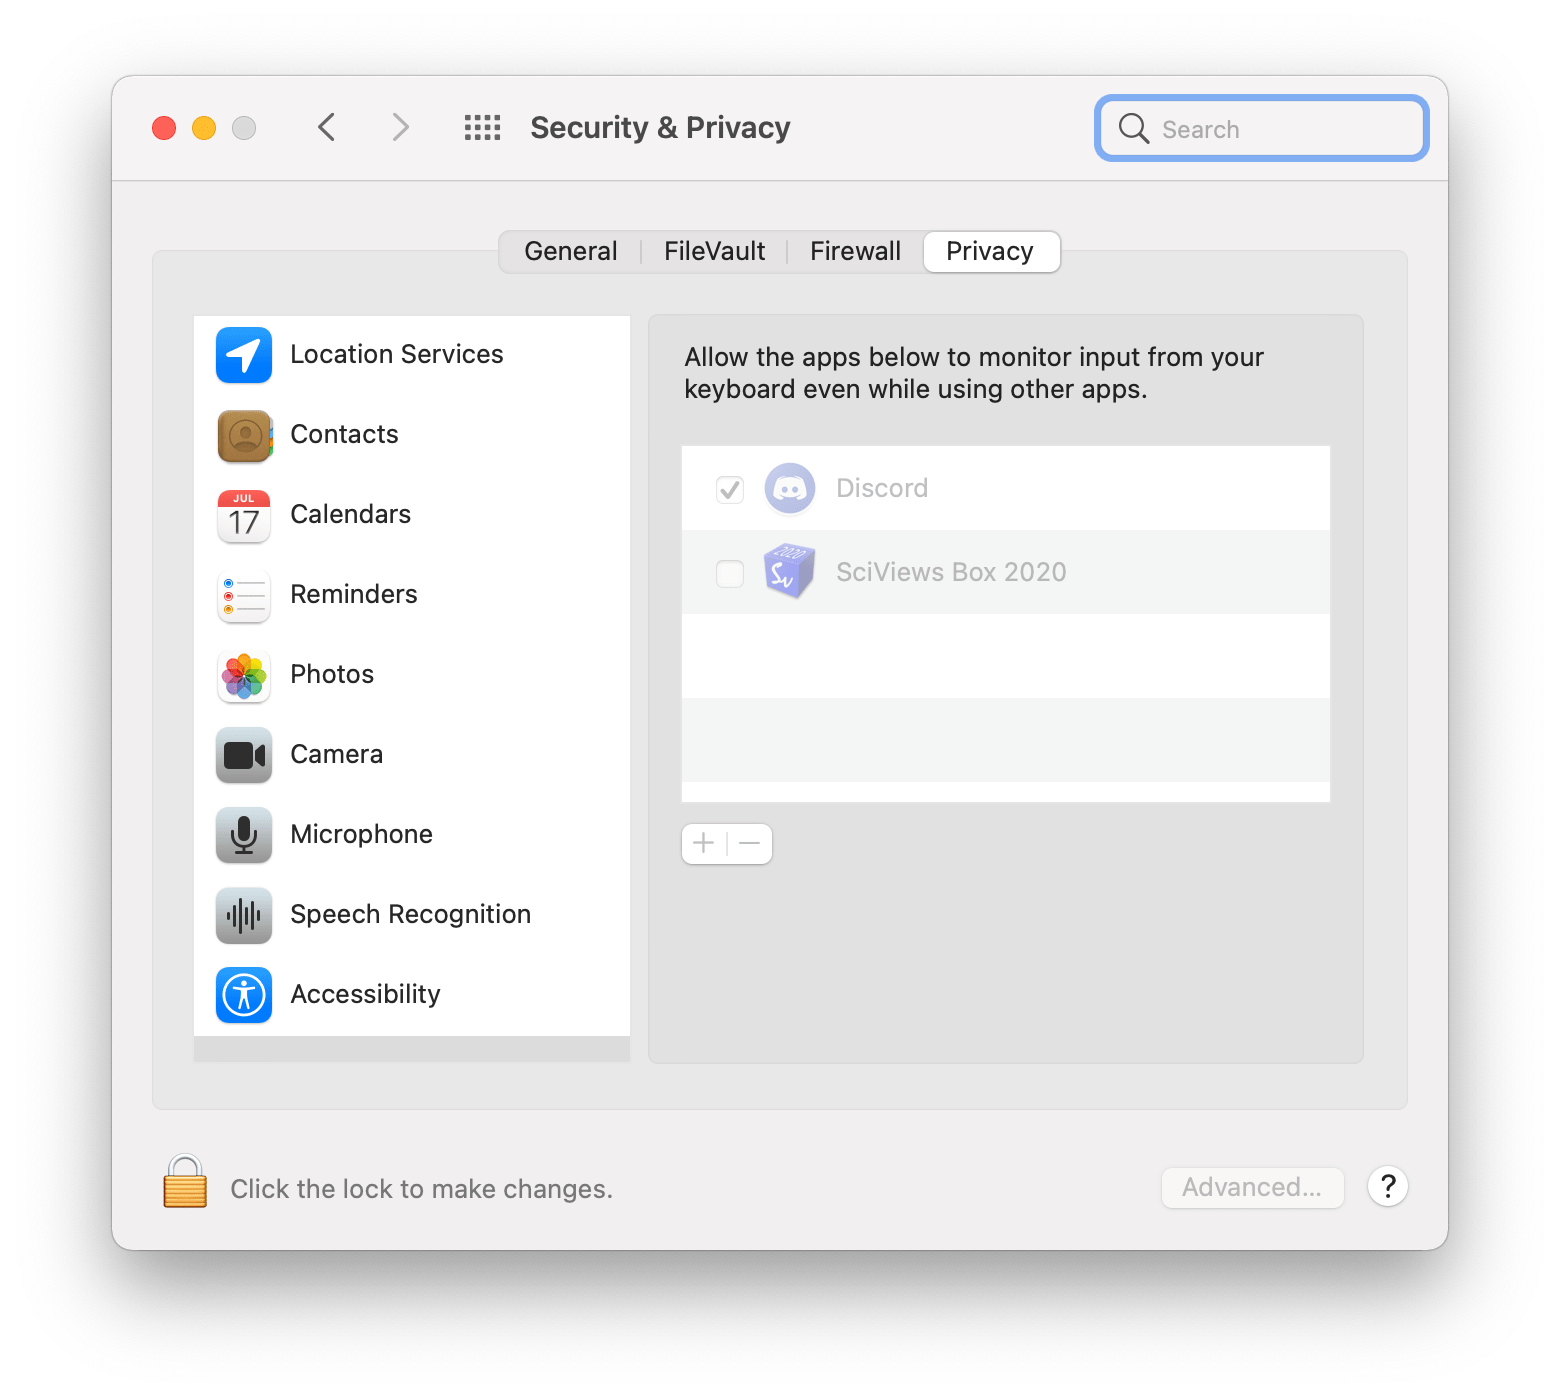 Security & Privacy
Search
General
FileVault
Firewall
Privacy
Location Services
Contacts
JUL
17
Calendars
Reminders
Photos
Camera
Microphone
Speech Recognition
Accessibility
Allow the apps below to monitor input from your
keyboard even while using other apps.
Discord
2020
Sv
SciViews Box 2020
Click the lock to make changes.
Advanced...
?